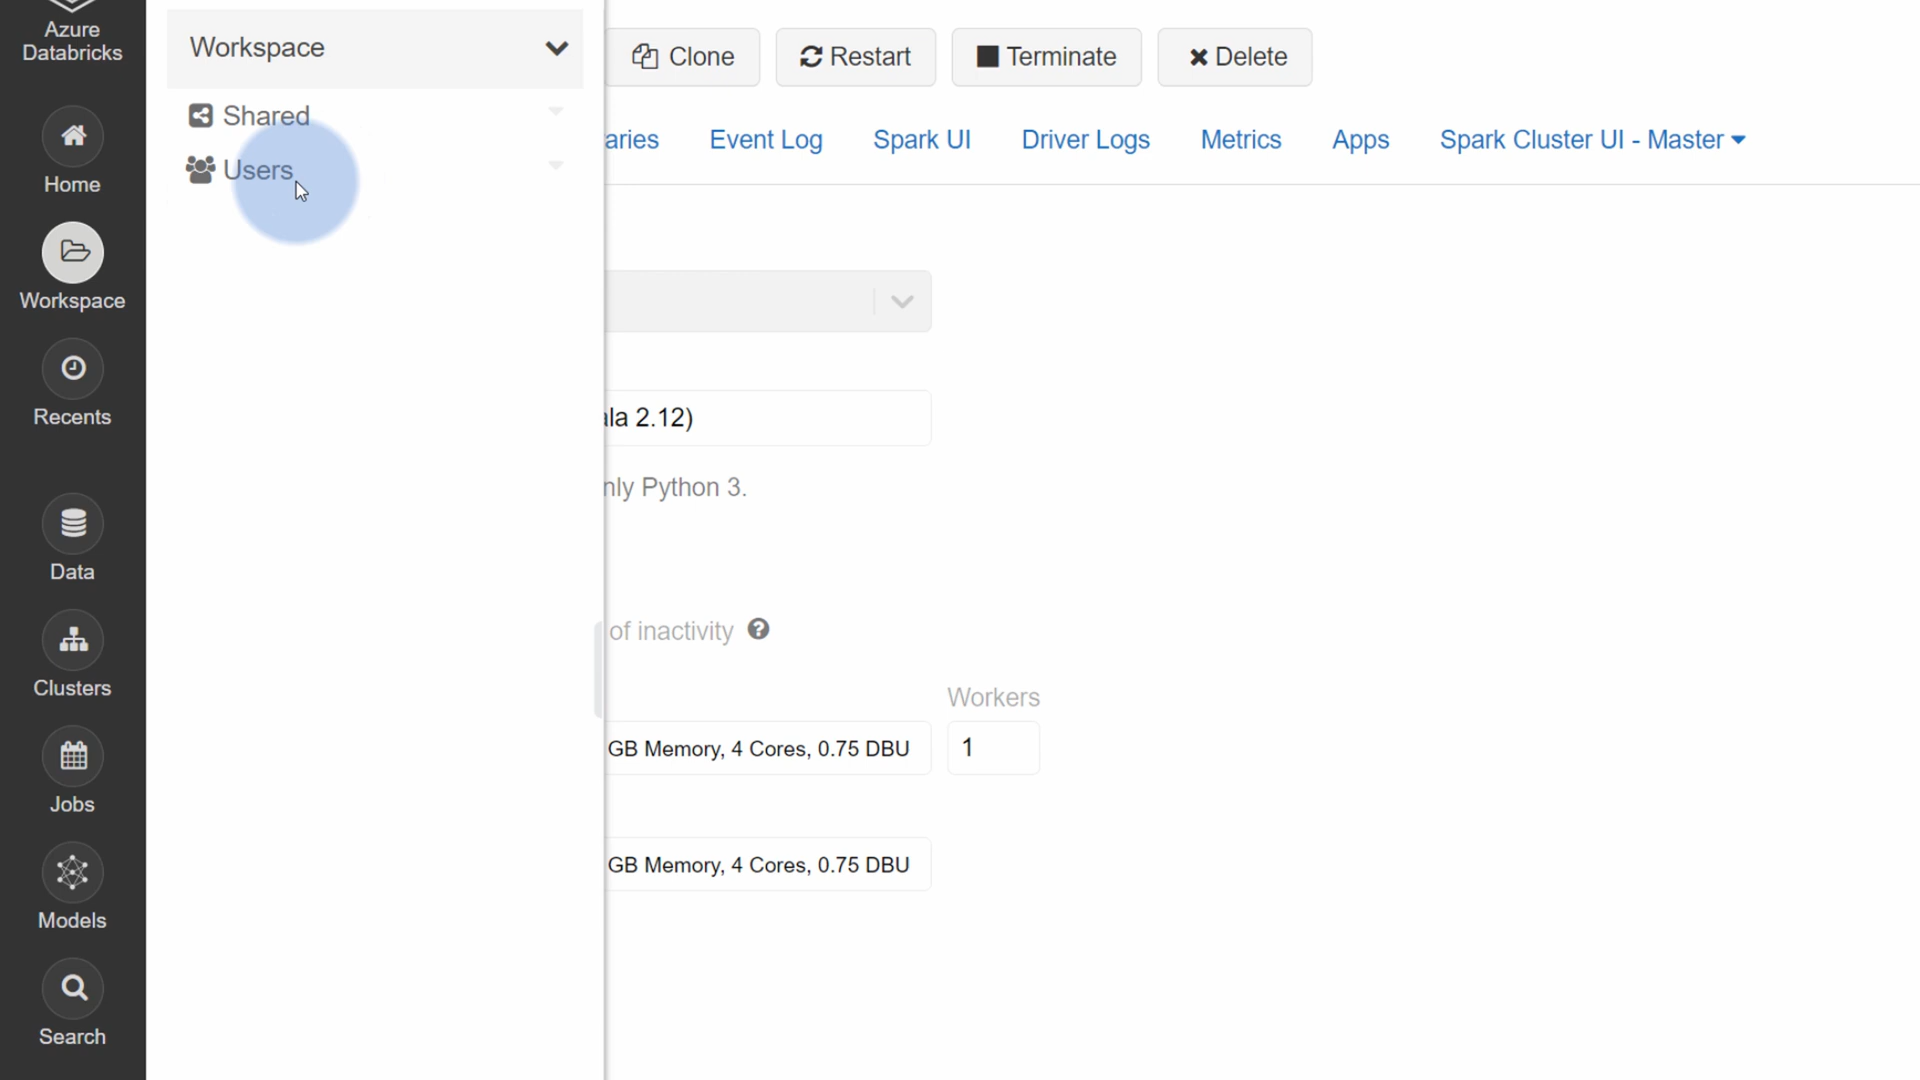 Azure
Databricks
Home
Workspace
Recents
Data
Clusters
Jobs
Models
Search
Workspace
Shared
Users
Clone
Restart
Terminate
Delete
aries
Event Log
Spark UI
Driver Logs
Metrics
Apps
Spark Cluster UI - Master
la 2.12)
nly Python 3.
of inactivity
Workers
GB Memory, 4 Cores, 0.75 DBU
1
GB Memory, 4 Cores, 0.75 DBU